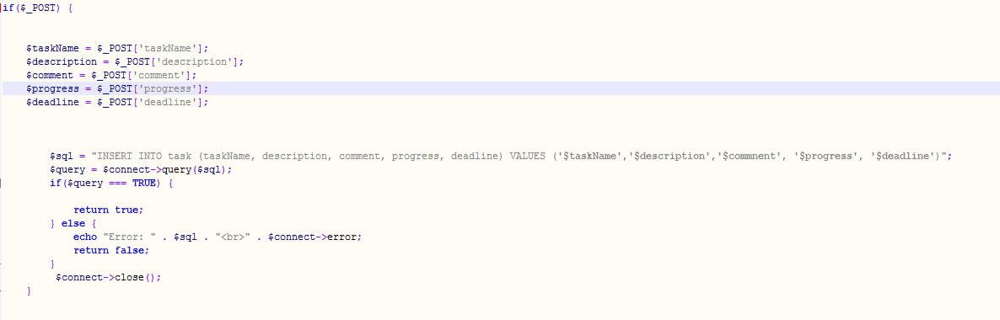 if($_POST) {
$taskName = $_POST['taskName'];
$description = $_POST['description'];
$comment = $_POST['comment'];
$progress = $_POST['progress'];
$deadline = $_POST['deadline'];
$sql = "INSERT INTO task (taskName, description, comment, progress, deadline) VALUES ('$taskName','$description','$commnent', '$progress', '$deadline')";
$query = $connect->query($sql);
if($query === TRUE) {
return true;
} else {
echo "Error: " . $sql . "<br>" . $connect->error;
return false;
}
$connect->close();
}